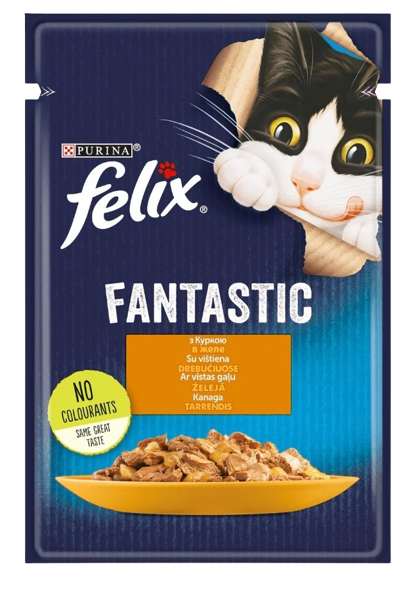 PURINA®
felix®
FANTASTIC
з Куркою
в желе
Su vištiena
DREBUČIUOSE
Ar vistas gaļu
ŽELEJĀ
Kanaga
TARRENDIS
NO
COLOURANTS
SAME GREAT
TASTE